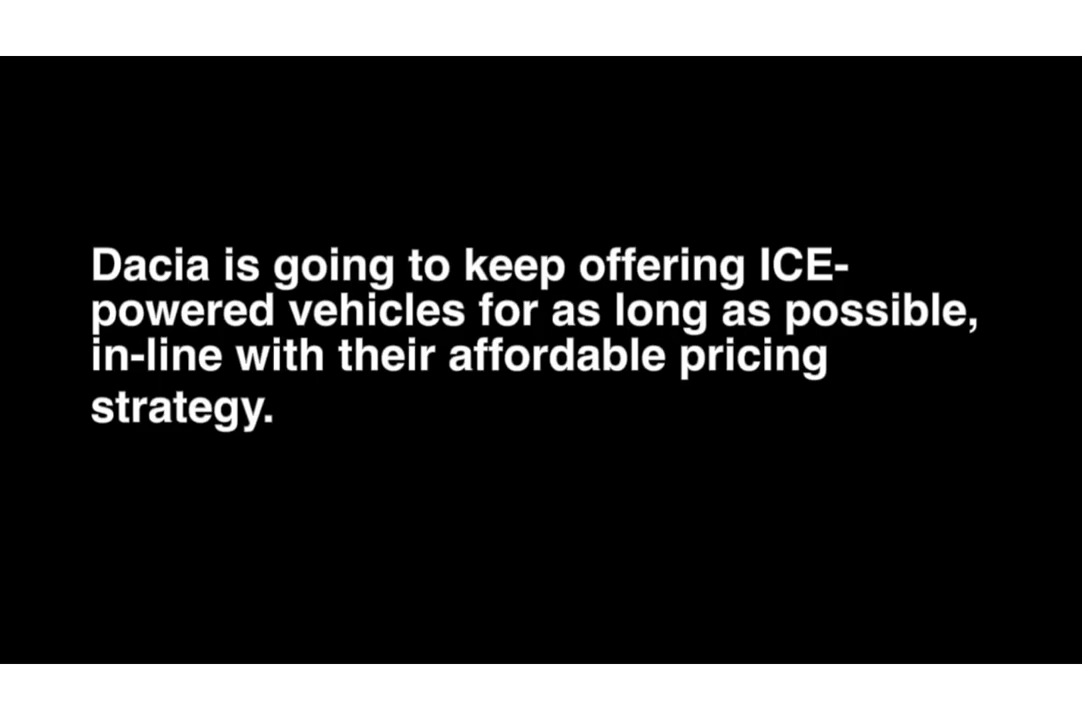 Dacia is going to keep offering ICE-
powered vehicles for as long as possible,
in-line with their affordable pricing
strategy.